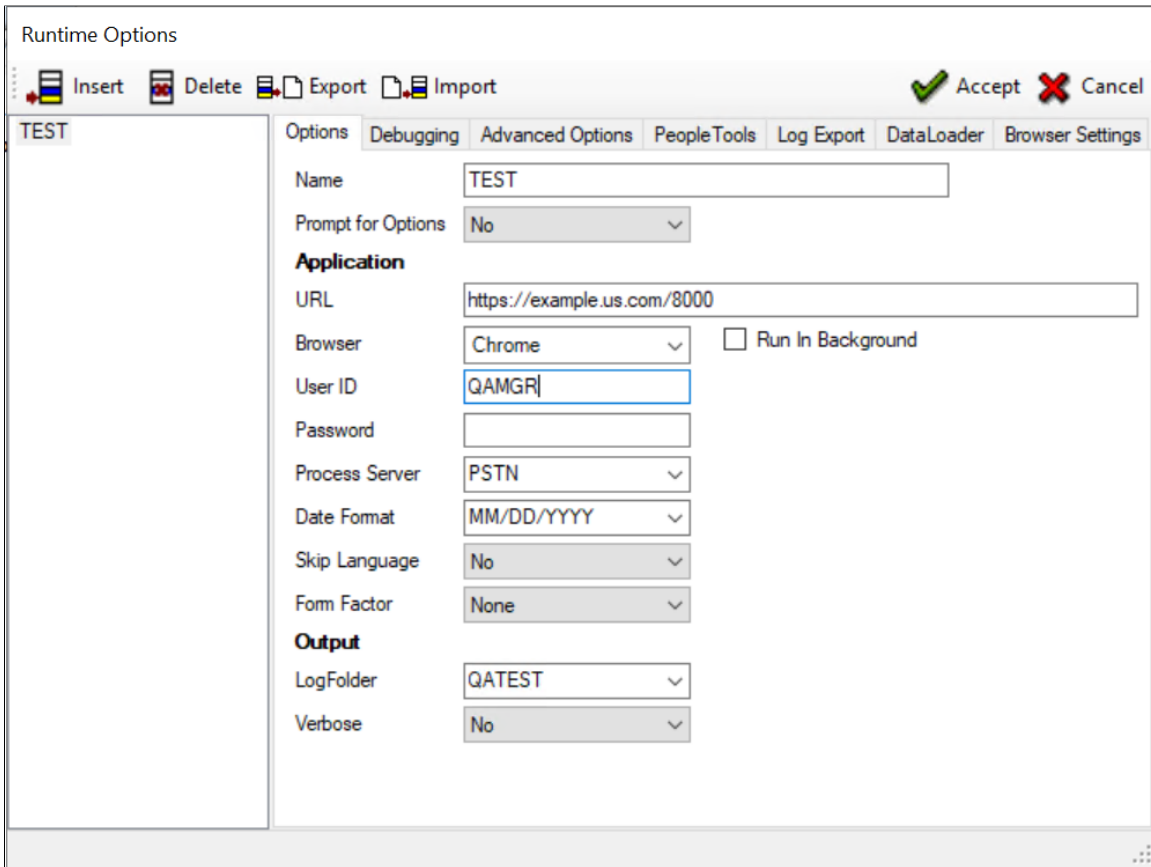 Runtime Options
Insert Delete Export Import Accept Cancel
TEST
Options Debugging Advanced Options PeopleTools Log Export DataLoader Browser Settings
Name TEST
Prompt for Options No
Application
URL https://example.us.com/8000
Browser Chrome Run In Background
User ID QAMGR
Password
Process Server PSTN
Date Format MM/DD/YYYY
Skip Language No
Form Factor None
Output
LogFolder QATEST
Verbose No